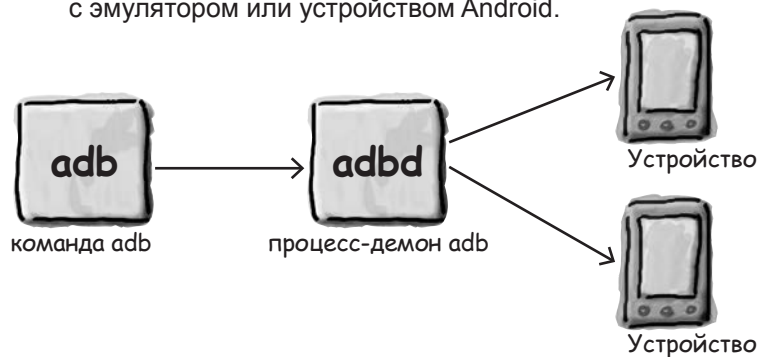 с эмулятором или устройством Android.
adb
adbd
Устройство
команда adb
процесс-демон adb
Устройство